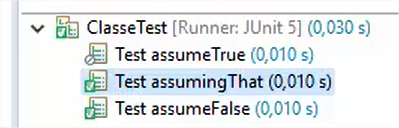 ClasseTest [Runner: JUnit 5] (0,030 s)
Test assumeTrue (0,010 s)
Test assumingThat (0,010 s)
Test assumeFalse (0,010 s)